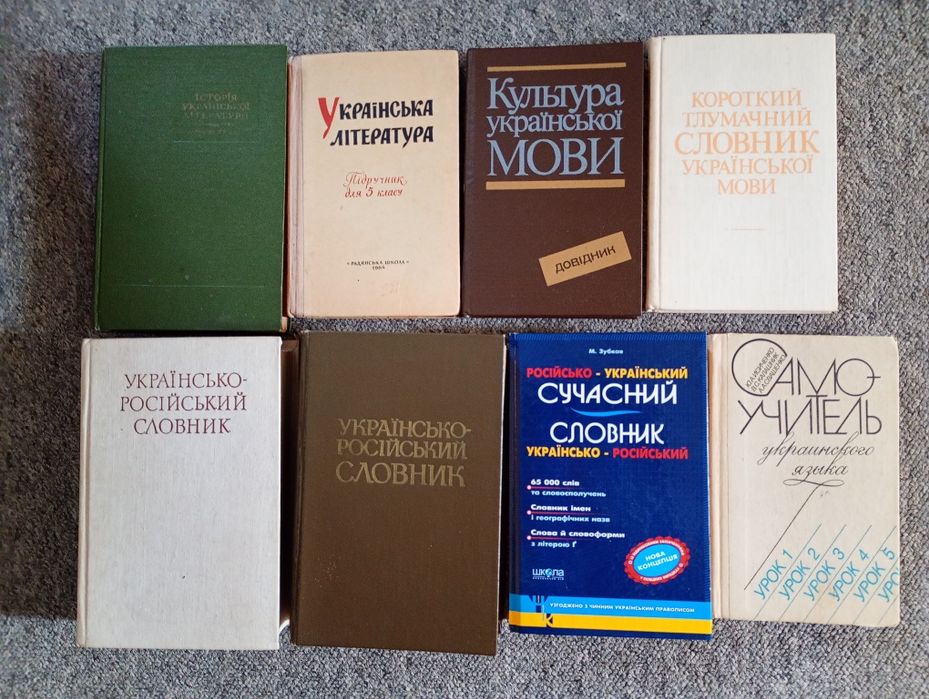 ІСТОРІЯ
УКРАЇНСЬКОЇ
ЛІТЕРАТУРИ
УКРАЇНСЬКА
ЛІТЕРАТУРА
Підручник
для 5 класу
«РАДЯНСЬКА ШКОЛА»
1964
Культура
української
МОВИ
ДОВІДНИК
КОРОТКИЙ
ТЛУМАЧНИЙ
СЛОВНИК
УКРАЇНСЬКОЇ
МОВИ
УКРАЇНСЬКО-
РОСІЙСЬКИЙ
СЛОВНИК
УКРАЇНСЬКО-
РОСІЙСЬКИЙ
СЛОВНИК
М. Зубков
РОСІЙСЬКО - УКРАЇНСЬКИЙ
СУЧАСНИЙ
СЛОВНИК
УКРАЇНСЬКО - РОСІЙСЬКИЙ
65 000 слів
та словосполучень
Словник імен
і географічних назв
Слова й словоформи
з літерою Ґ
НОВА
КОНЦЕПЦІЯ
школа
УЗГОДЖЕНО З ЧИННИМ УКРАЇНСЬКИМ ПРАВОПИСОМ
САМО-
УЧИТЕЛЬ
украинского
языка
УРОК 1
УРОК 2
УРОК 3
УРОК 4
УРОК 5